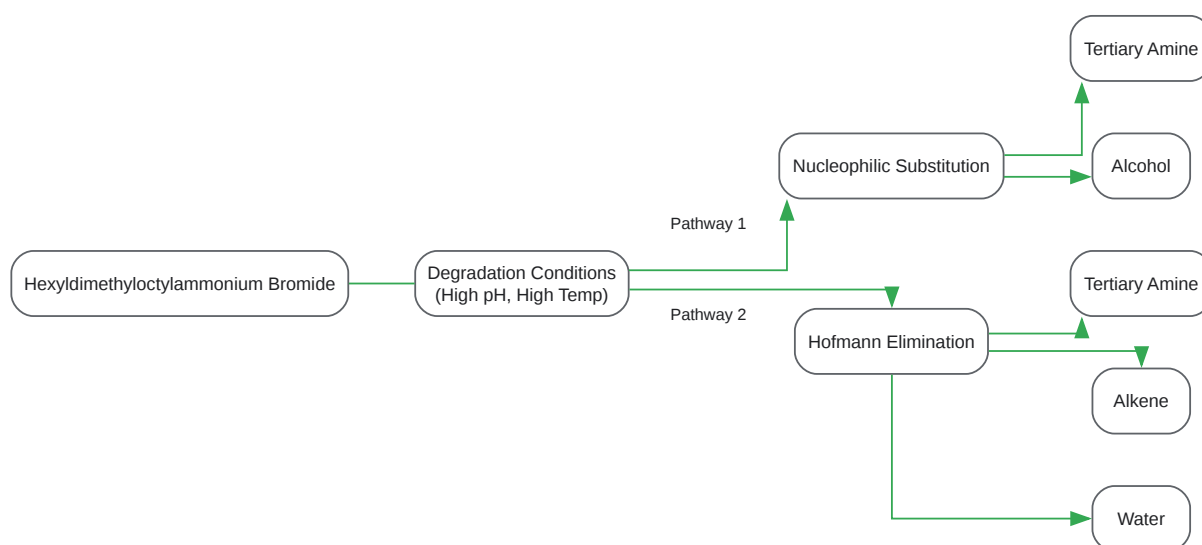 Tertiary Amine
Nucleophilic Substitution
Alcohol
Pathway 1
Hexyldimethyloctylammonium Bromide
Degradation Conditions
(High pH, High Temp)
Tertiary Amine
Pathway 2
Hofmann Elimination
Alkene
Water